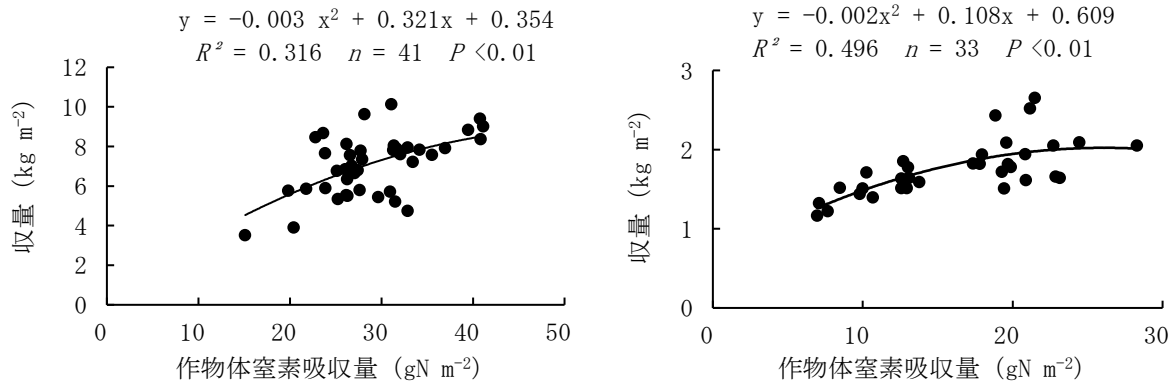 y = -0.003 x² + 0.321x + 0.354
R² = 0.316 n = 41 P <0.01
12
10
8
6
4
2
0
収量 (kg m⁻²)
0 10 20 30 40 50
作物体窒素吸収量 (gN m⁻²)
y = -0.002x² + 0.108x + 0.609
R² = 0.496 n = 33 P <0.01
3
2
1
0
収量 (kg m⁻²)
0 10 20 30
作物体窒素吸収量 (gN m⁻²)